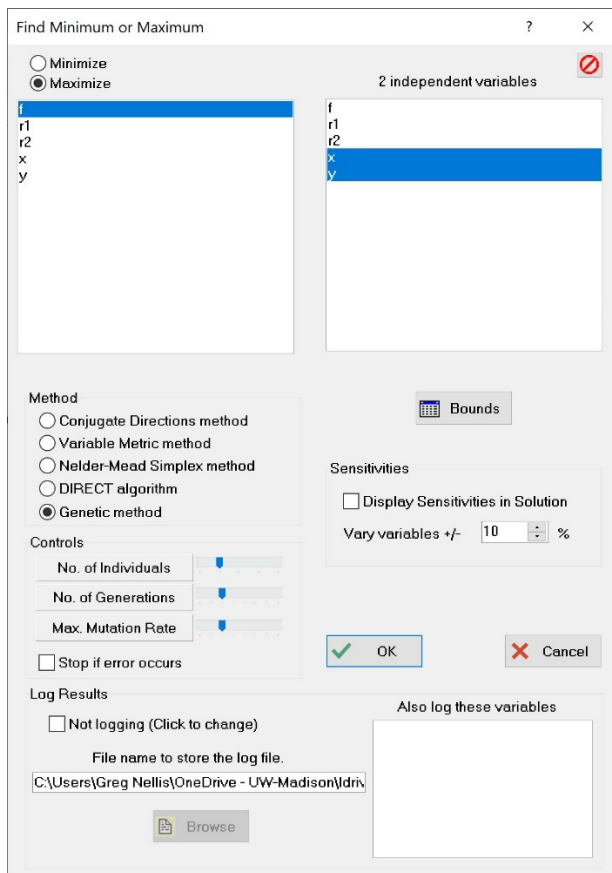 Find Minimum or Maximum
?
Minimize
Maximize
2 independent variables
f
r1
r2
x
y
f
r1
r2
x
y
Method
Conjugate Directions method
Variable Metric method
Nelder-Mead Simplex method
DIRECT algorithm
Genetic method
Bounds
Sensitivities
Display Sensitivities in Solution
Vary variables +/- 10 %
Controls
No. of Individuals
No. of Generations
Max. Mutation Rate
Stop if error occurs
OK
Cancel
Log Results
Not logging (Click to change)
Also log these variables
File name to store the log file.
C:\Users\Greg Nellis\OneDrive - UW-Madison\Idriv
Browse